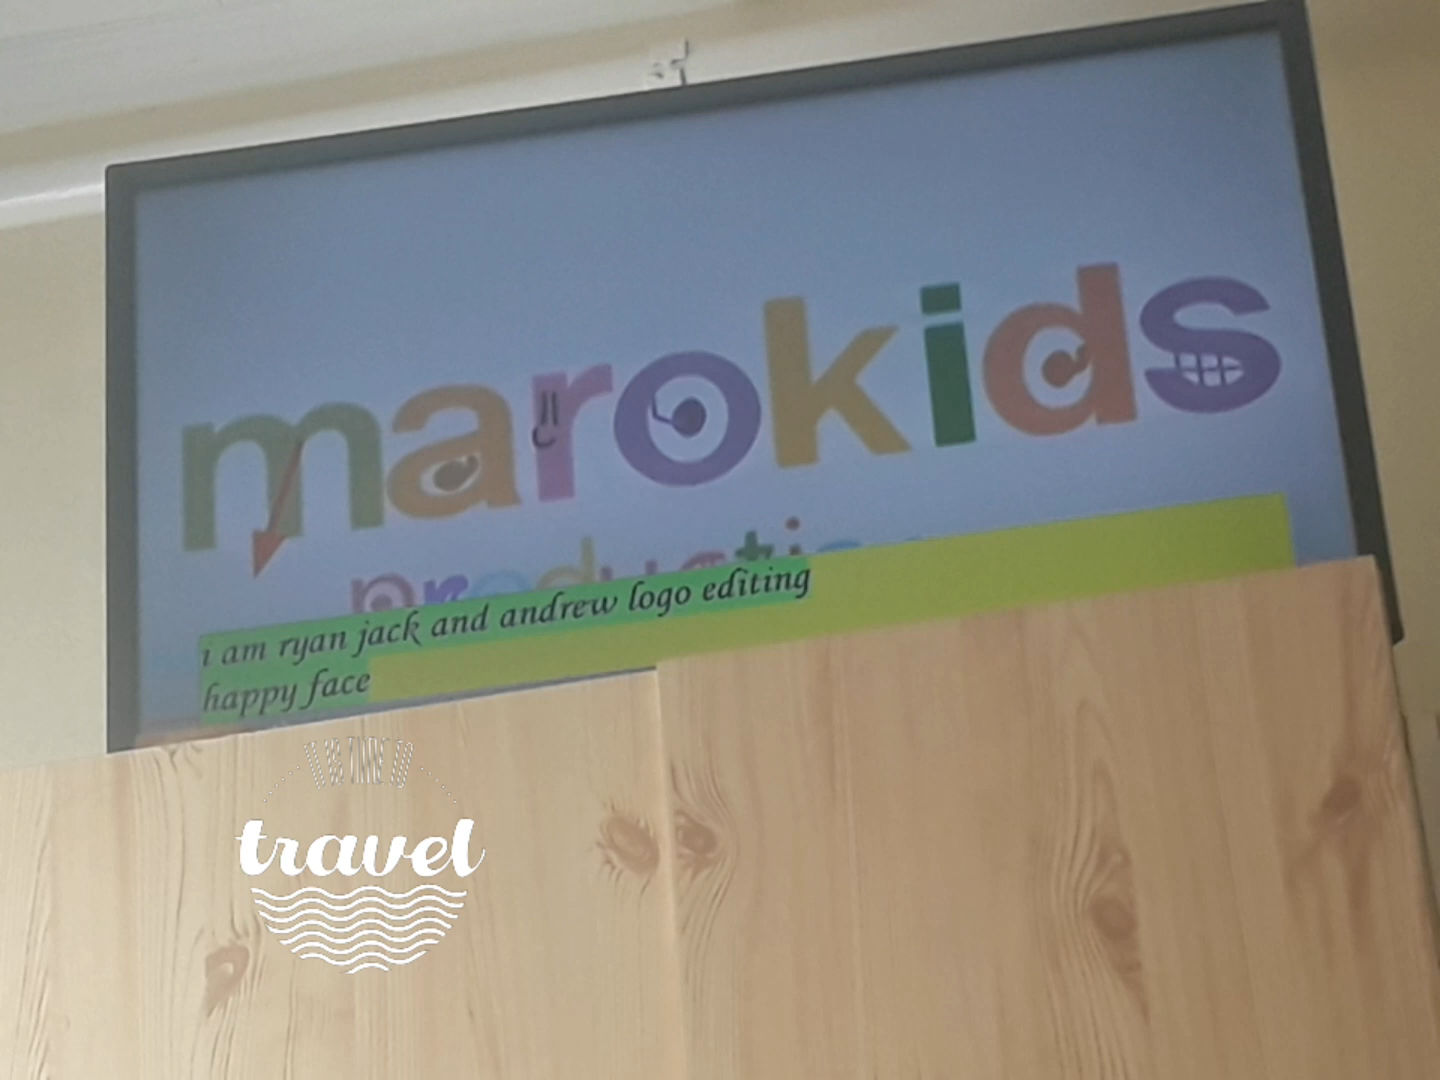 marokids
i am ryan jack and andrew logo editing
happy face
travel